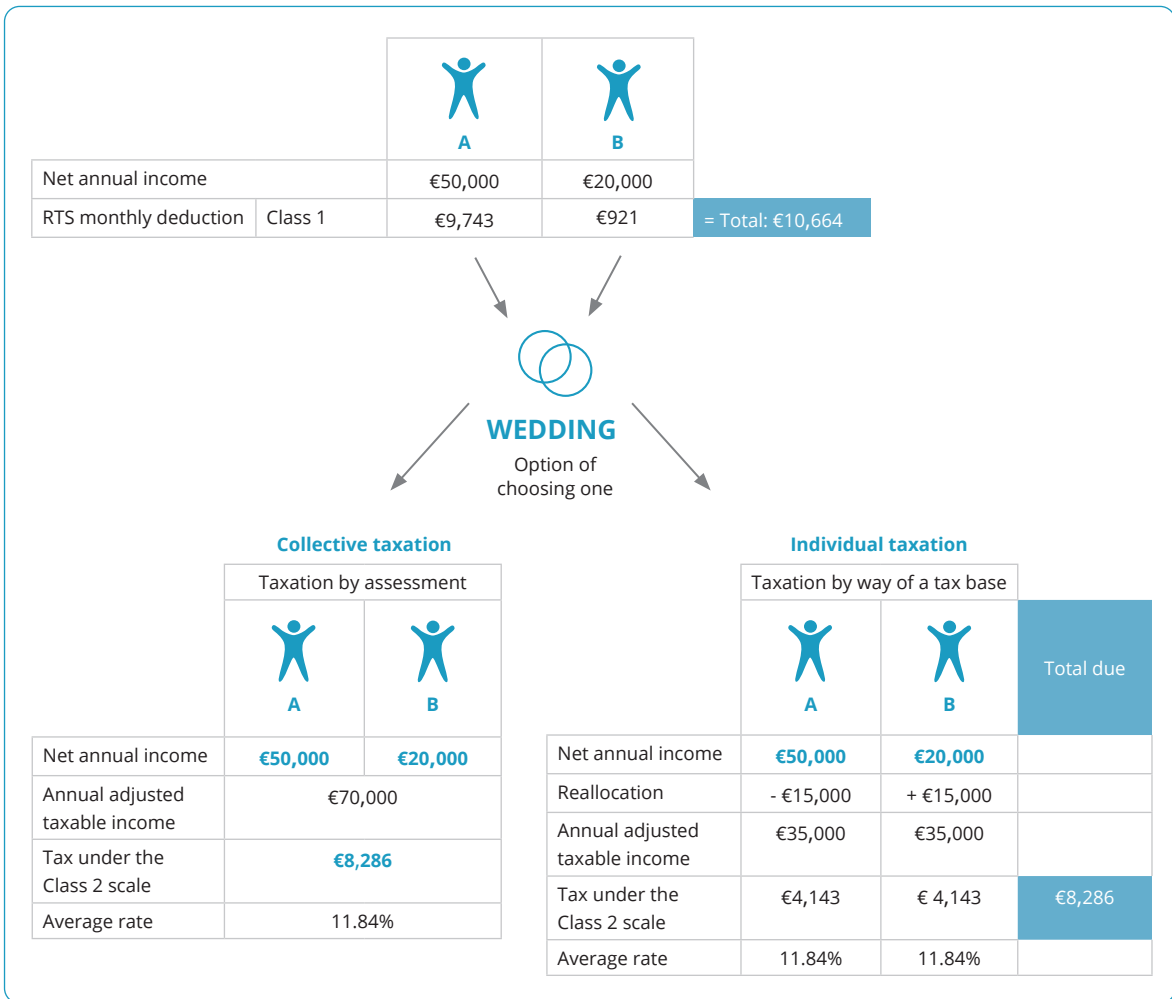 A B
Net annual income €50,000 €20,000
RTS monthly deduction Class 1 €9,743 €921 = Total: €10,664
WEDDING
Option of
choosing one
Collective taxation
Taxation by assessment
A B
Net annual income €50,000 €20,000
Annual adjusted
taxable income €70,000
Tax under the
Class 2 scale €8,286
Average rate 11.84%
Individual taxation
Taxation by way of a tax base
A B Total due
Net annual income €50,000 €20,000
Reallocation - €15,000 + €15,000
Annual adjusted
taxable income €35,000 €35,000
Tax under the
Class 2 scale €4,143 € 4,143 €8,286
Average rate 11.84% 11.84%